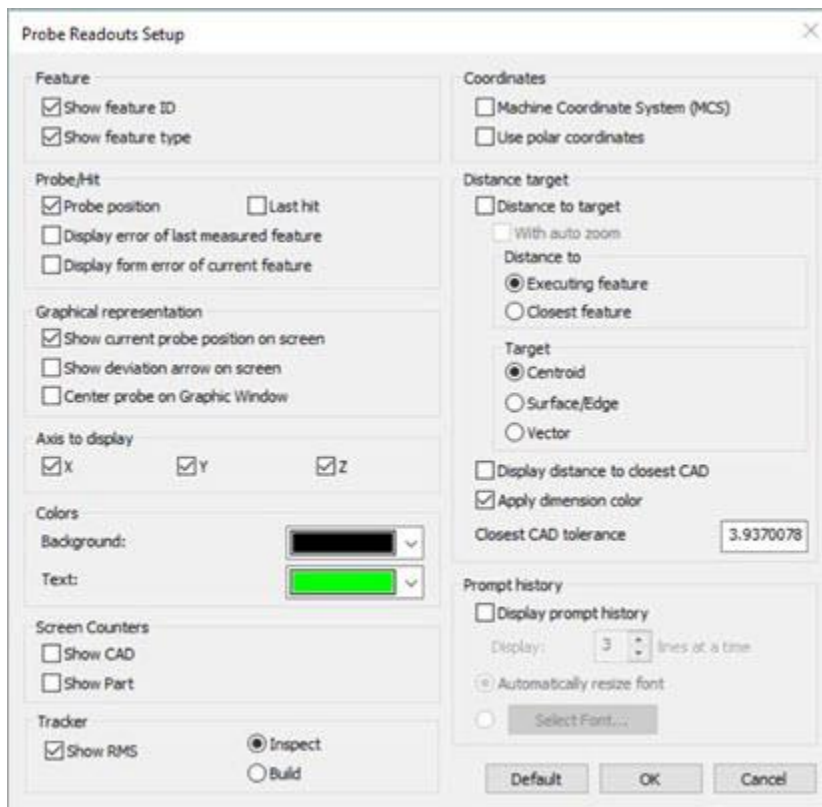 Probe Readouts Setup
Feature
Show feature ID
Show feature type
Probe/Hit
Probe position Last hit
Display error of last measured feature
Display form error of current feature
Graphical representation
Show current probe position on screen
Show deviation arrow on screen
Center probe on Graphic Window
Axis to display
X Y Z
Colors
Background:
Text:
Screen Counters
Show CAD
Show Part
Tracker
Show RMS Inspect
Build
Coordinates
Machine Coordinate System (MCS)
Use polar coordinates
Distance target
Distance to target
With auto zoom
Distance to
Executing feature
Closest feature
Target
Centroid
Surface/Edge
Vector
Display distance to closest CAD
Apply dimension color
Closest CAD tolerance 3.9370078
Prompt history
Display prompt history
Display: 3 lines at a time
Automatically resize font
Select Font...
Default OK Cancel